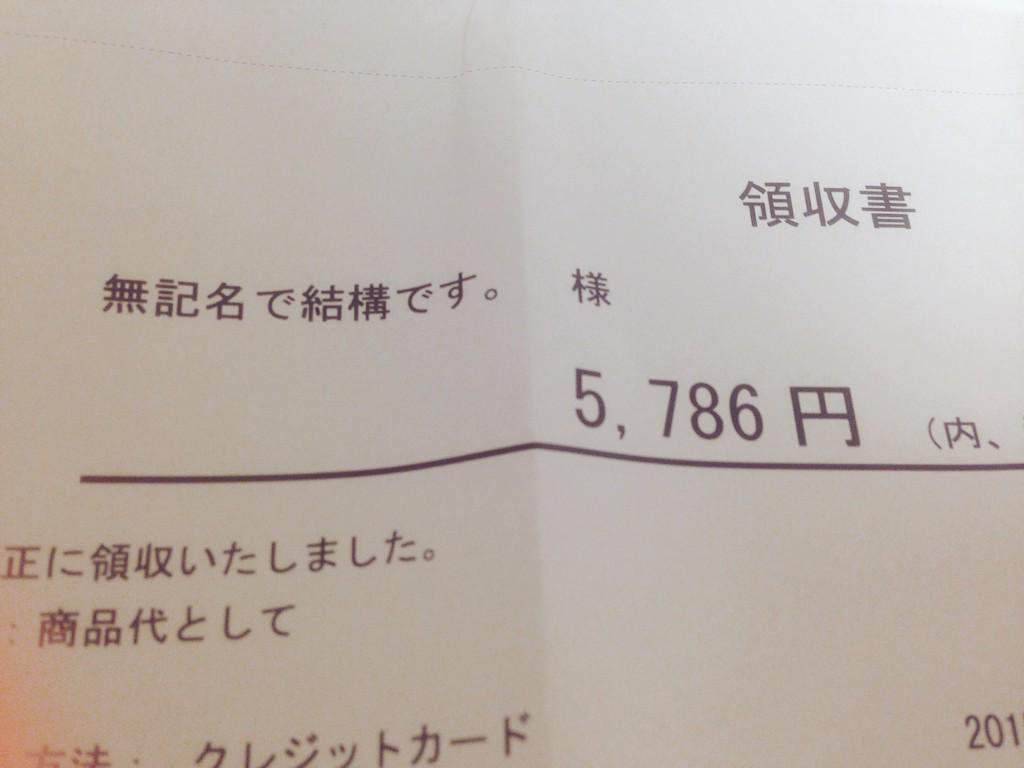 領収書
無記名で結構です。 様
5,786 円 (内、
正に領収いたしました。
: 商品代として
方法: クレジットカード
201